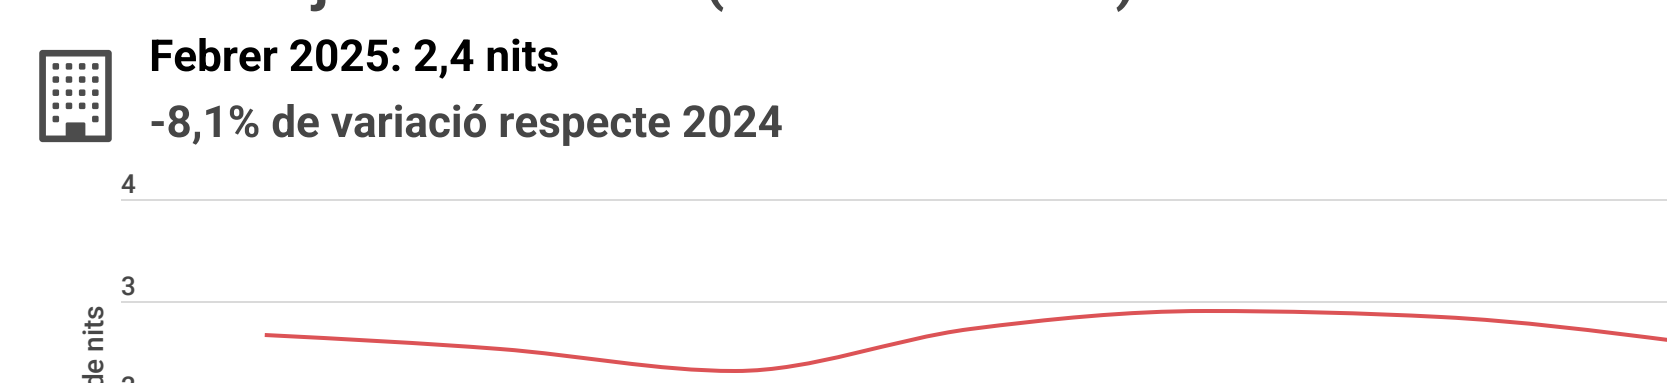 Febrer 2025: 2,4 nits
-8,1% de variació respecte 2024
4
3
de nits